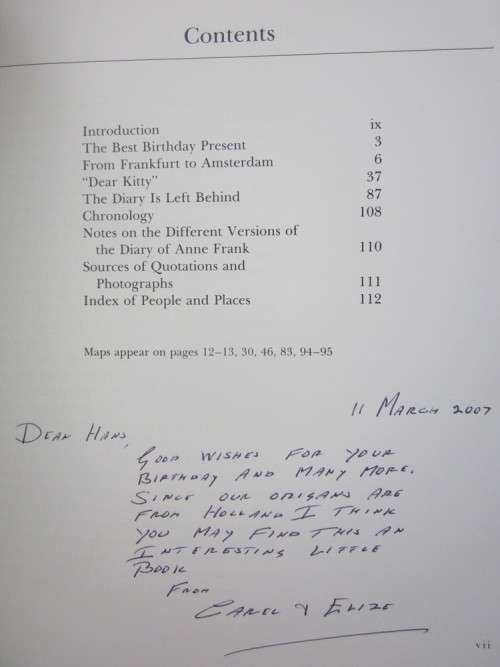 Contents
Introduction ix
The Best Birthday Present 3
From Frankfurt to Amsterdam 6
“Dear Kitty” 37
The Diary Is Left Behind 87
Chronology 108
Notes on the Different Versions of
the Diary of Anne Frank 110
Sources of Quotations and
Photographs 111
Index of People and Places 112
Maps appear on pages 12–13, 30, 46, 83, 94–95
11 March 2007
Dear Hans,
Good wishes for your
Birthday and many more.
Since our origans are
from Holland I think
you may find this an
interesting little
book
From
Carel & Elize
vii